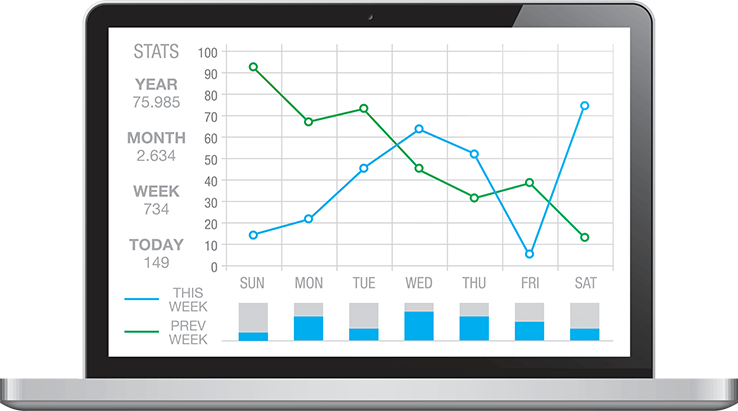 STATS
YEAR
75.985
MONTH
2.634
WEEK
734
TODAY
149
100
90
80
70
60
50
40
30
20
10
0
SUN MON TUE WED THU FRI SAT
THIS
WEEK
PREV
WEEK